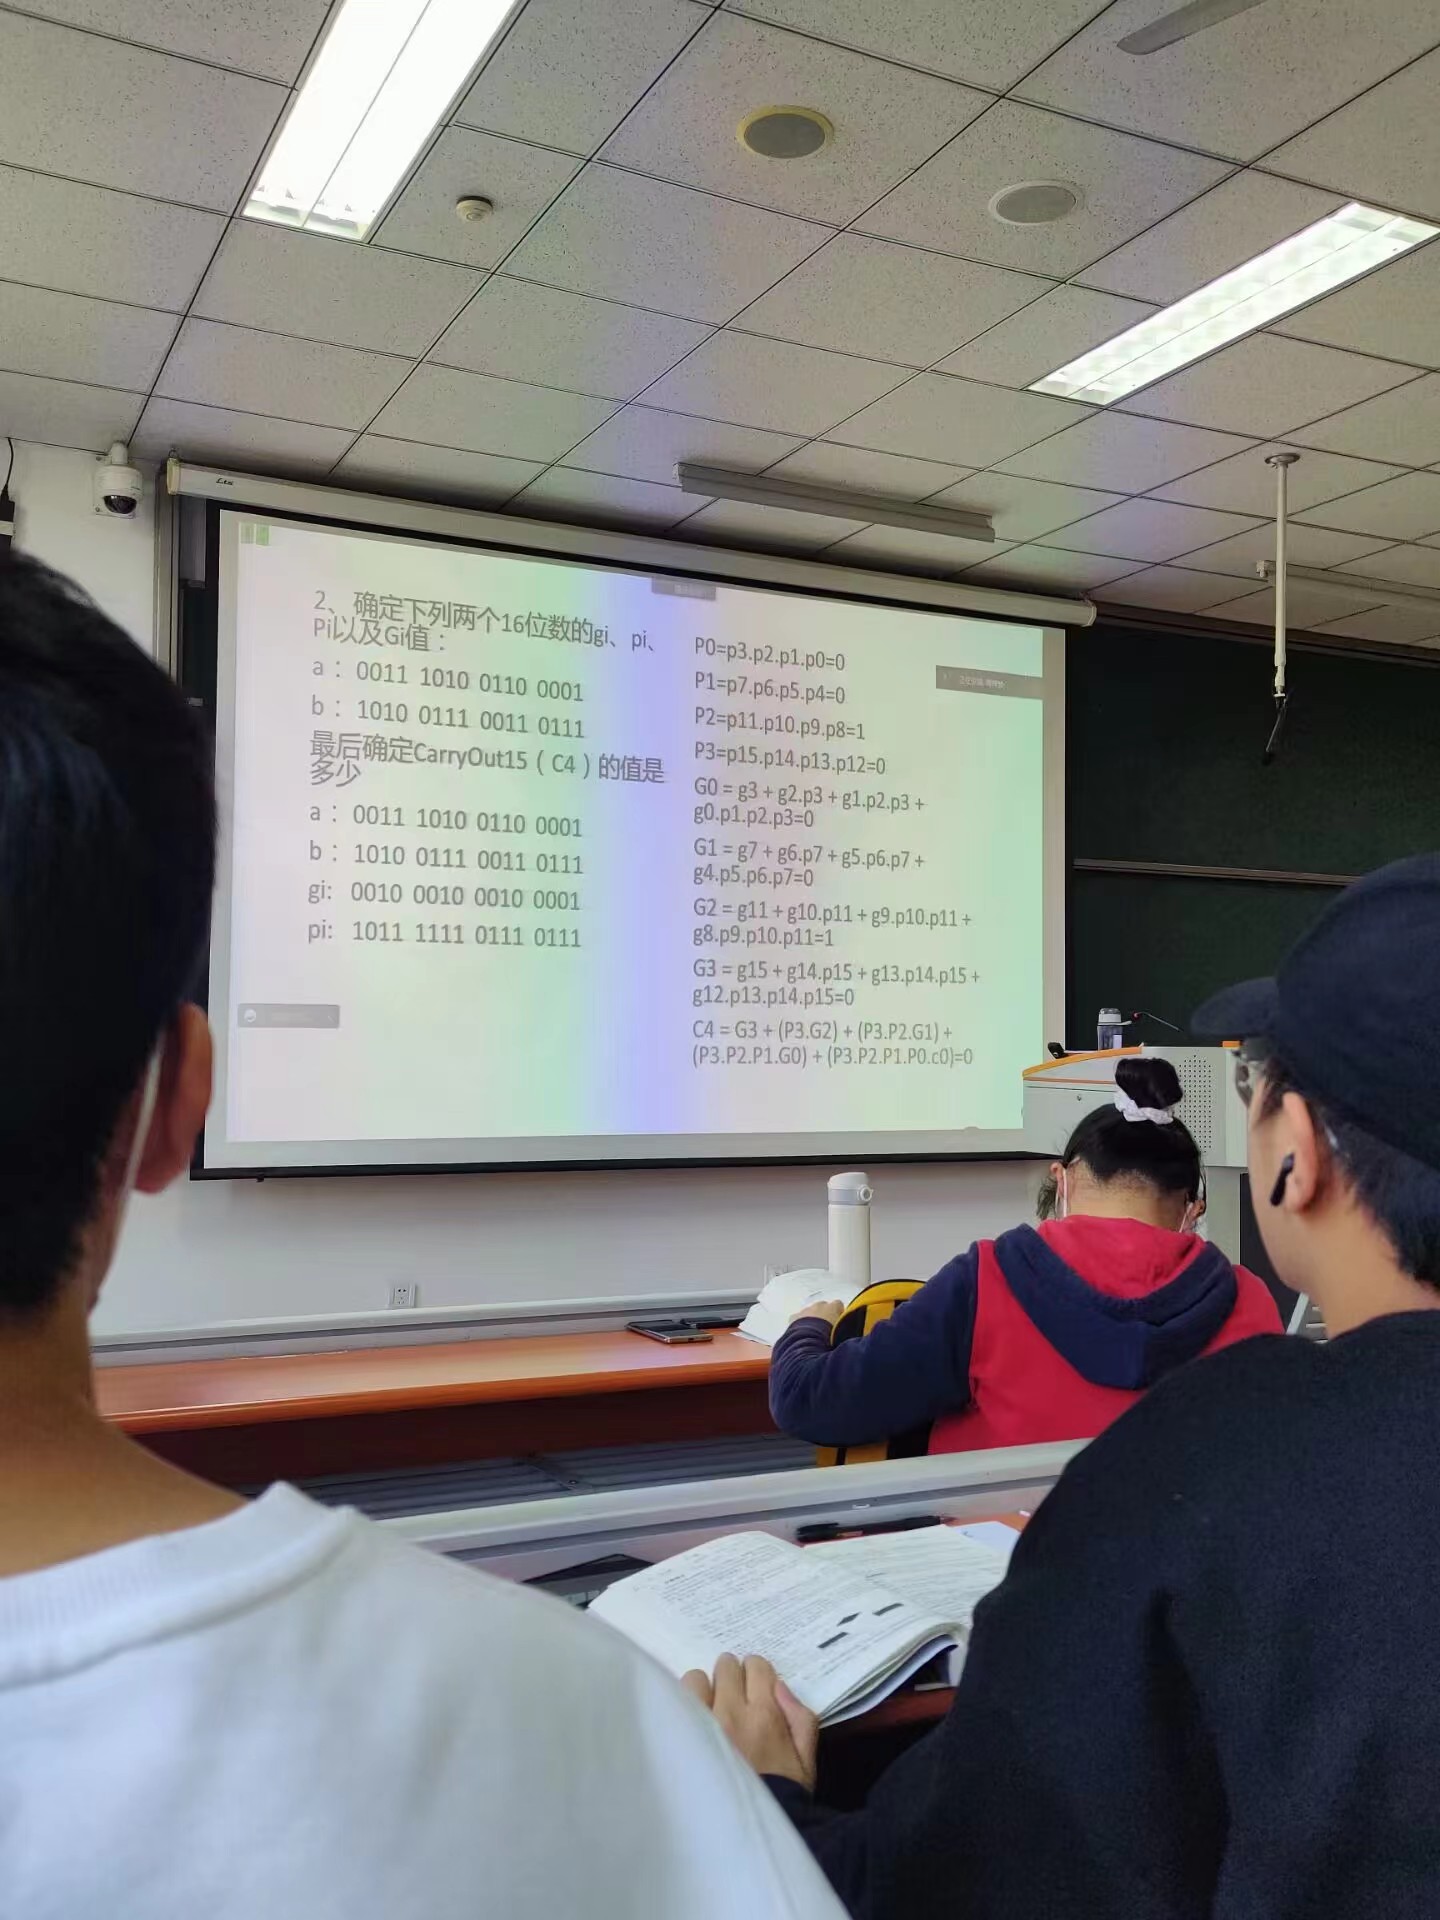 Lts
2、确定下列两个16位数的gi、pi、
Pi以及Gi值：
a： 0011 1010 0110 0001
b： 1010 0111 0011 0111
最后确定CarryOut15（C4）的值是
多少
a： 0011 1010 0110 0001
b： 1010 0111 0011 0111
gi: 0010 0010 0010 0001
pi: 1011 1111 0111 0111
P0=p3.p2.p1.p0=0
P1=p7.p6.p5.p4=0
P2=p11.p10.p9.p8=1
P3=p15.p14.p13.p12=0
G0 = g3 + g2.p3 + g1.p2.p3 +
g0.p1.p2.p3=0
G1 = g7 + g6.p7 + g5.p6.p7 +
g4.p5.p6.p7=0
G2 = g11 + g10.p11 + g9.p10.p11 +
g8.p9.p10.p11=1
G3 = g15 + g14.p15 + g13.p14.p15 +
g12.p13.p14.p15=0
C4 = G3 + (P3.G2) + (P3.P2.G1) +
(P3.P2.P1.G0) + (P3.P2.P1.P0.c0)=0